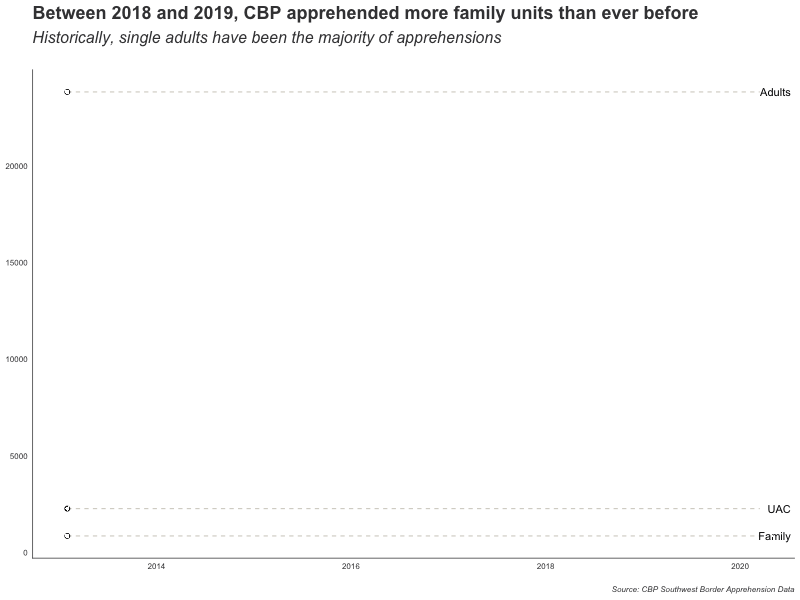 Between 2018 and 2019, CBP apprehended more family units than ever before
Historically, single adults have been the majority of apprehensions
Adults
20000
15000
10000
5000
UAC
Family
0
2014 2016 2018 2020
Source: CBP Southwest Border Apprehension Data